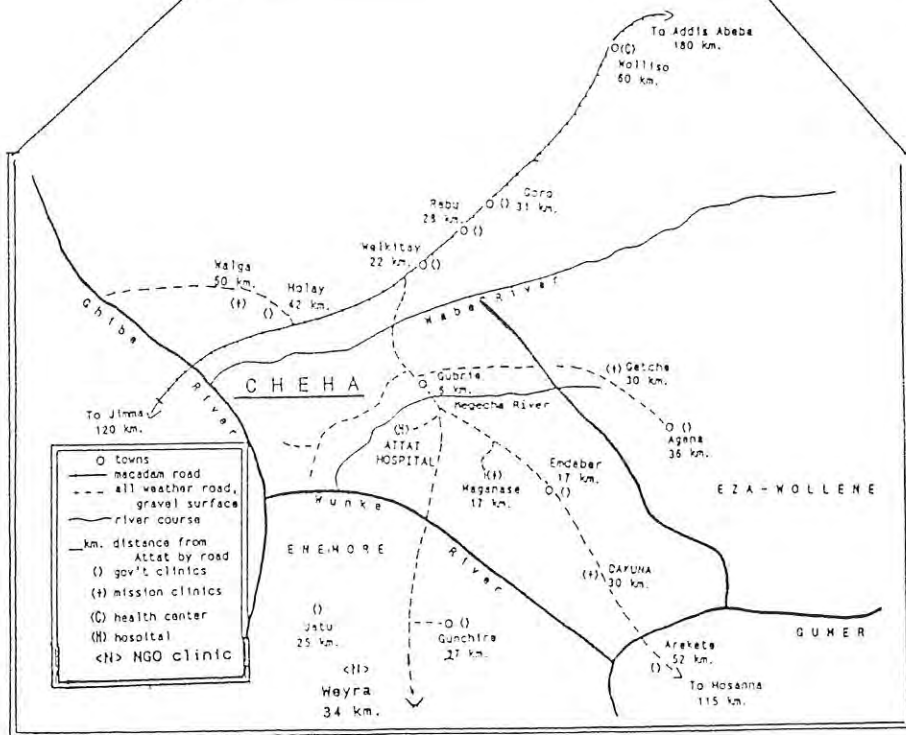 To Addis Ababa
180 km.
(C)
Wolliso
60 km.
Goro
() 31 km.
Rabu
28 km.
()
Welkitay
22 km. ()
Walga
50 km.
Holay
42 km.
(†) ()
Ghibe River
Wabe River
CHEHA
Gubrie
5 km.
(†) Getche
30 km.
Megecha River
To Jimma
120 km.
(H)
ATTAT
HOSPITAL
()
Agena
36 km.
Endeber
17 km.
()
(†)
Maganase
17 km.
EZA-WOLLENE
O towns
macadam road
all weather road,
gravel surface
river course
km. distance from
Attat by road
() gov't clinics
(†) mission clinics
(C) health center
(H) hospital
<N> NGO clinic
Wunke River
ENEMORE
(†) DAKUNA
30 km.
()
25 km.
()
Gunchire
27 km.
GUMER
Arekete
52 km.
()
<N>
Weyra
34 km.
To Hosanna
115 km.